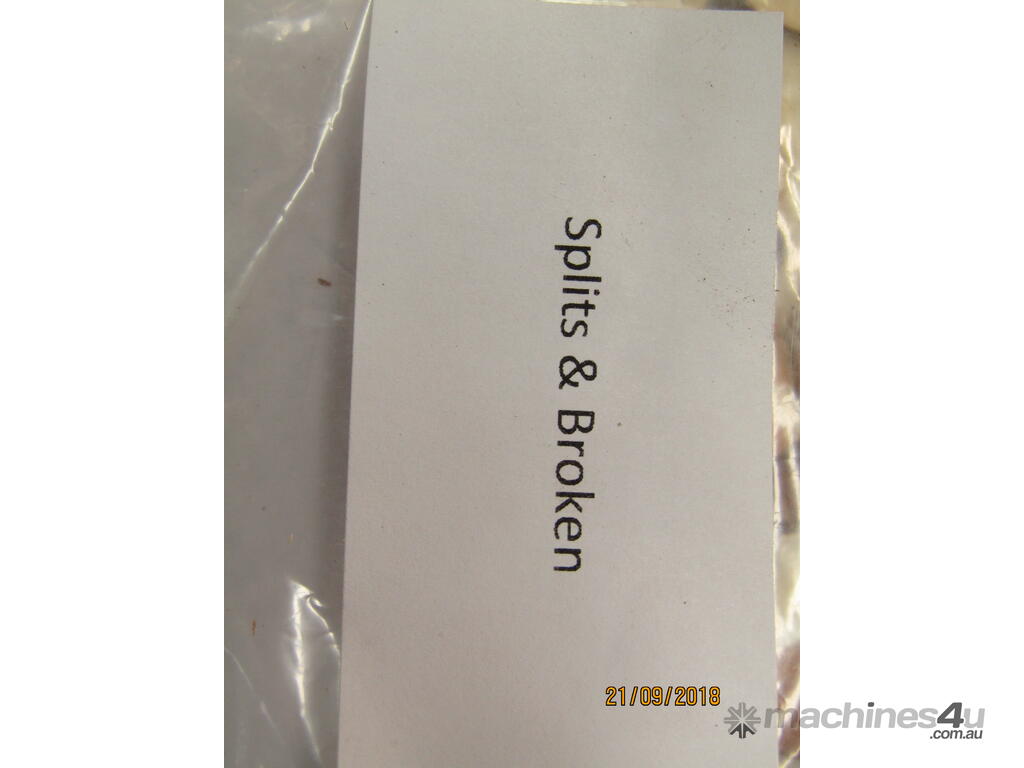 Splits & Broken
21/09/2018
machines4u
.com.au